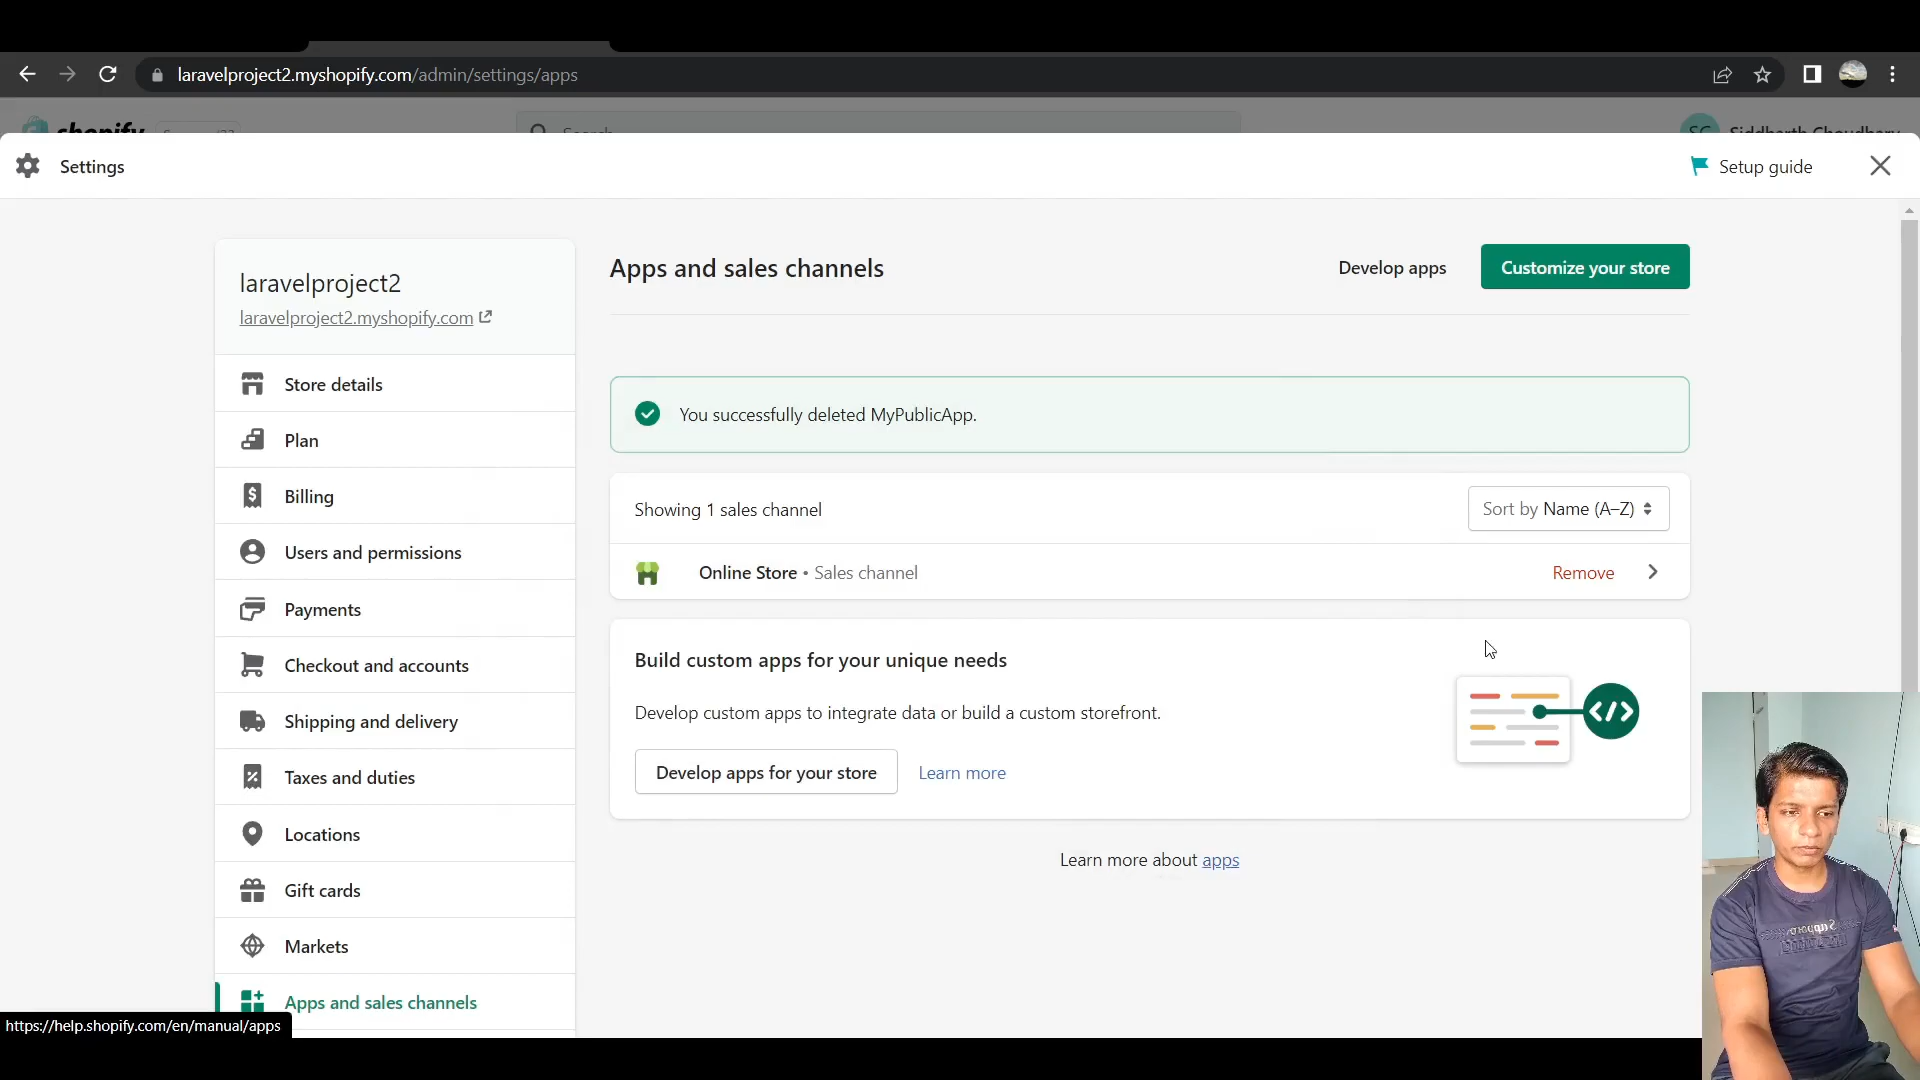 laravelproject2.myshopify.com/admin/settings/apps
shopify
Search
Siddharth Choudhary
Settings
Setup guide
laravelproject2
laravelproject2.myshopify.com
Store details
Plan
Billing
Users and permissions
Payments
Checkout and accounts
Shipping and delivery
Taxes and duties
Locations
Gift cards
Markets
Apps and sales channels
https://help.shopify.com/en/manual/apps
Apps and sales channels
Develop apps
Customize your store
You successfully deleted MyPublicApp.
Showing 1 sales channel
Sort by Name (A–Z)
Online Store • Sales channel
Remove
Build custom apps for your unique needs
Develop custom apps to integrate data or build a custom storefront.
Develop apps for your store
Learn more
Learn more about apps